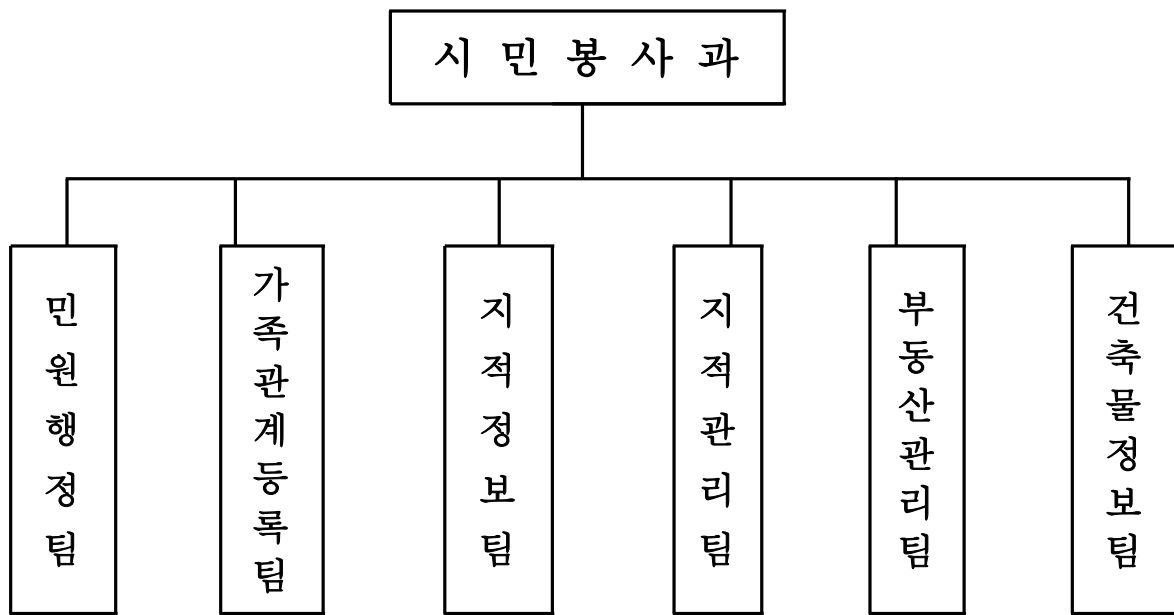 시민봉사과
민원행정팀
가족관계등록팀
지적정보팀
지적관리팀
부동산관리팀
건축물정보팀